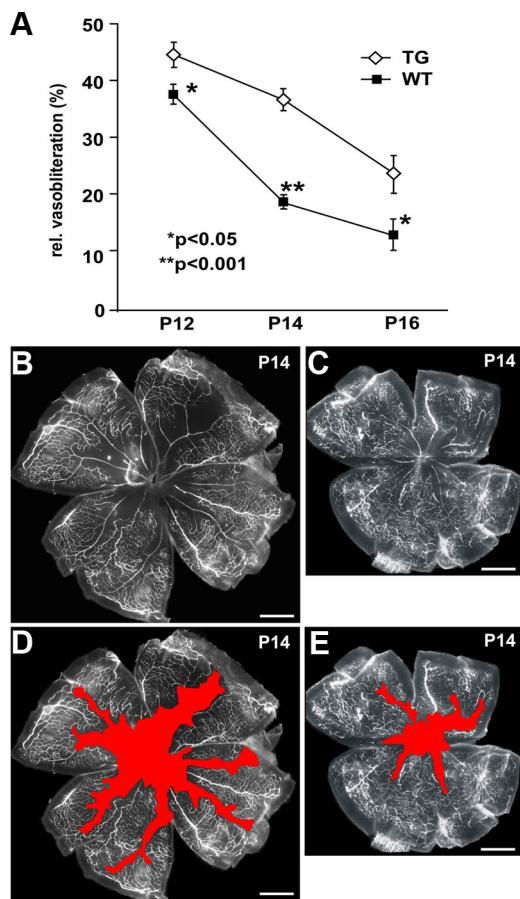 A
50
40
30
20
10
0
rel. vasobliteration (%)
TG
WT
*
**
*
*p<0.05
**p<0.001
P12 P14 P16
B P14
C P14
D P14
E P14